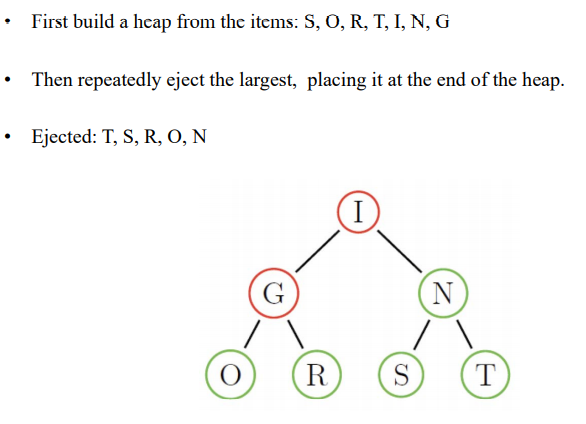 • First build a heap from the items: S, O, R, T, I, N, G
• Then repeatedly eject the largest, placing it at the end of the heap.
• Ejected: T, S, R, O, N
I
G N
O R S T